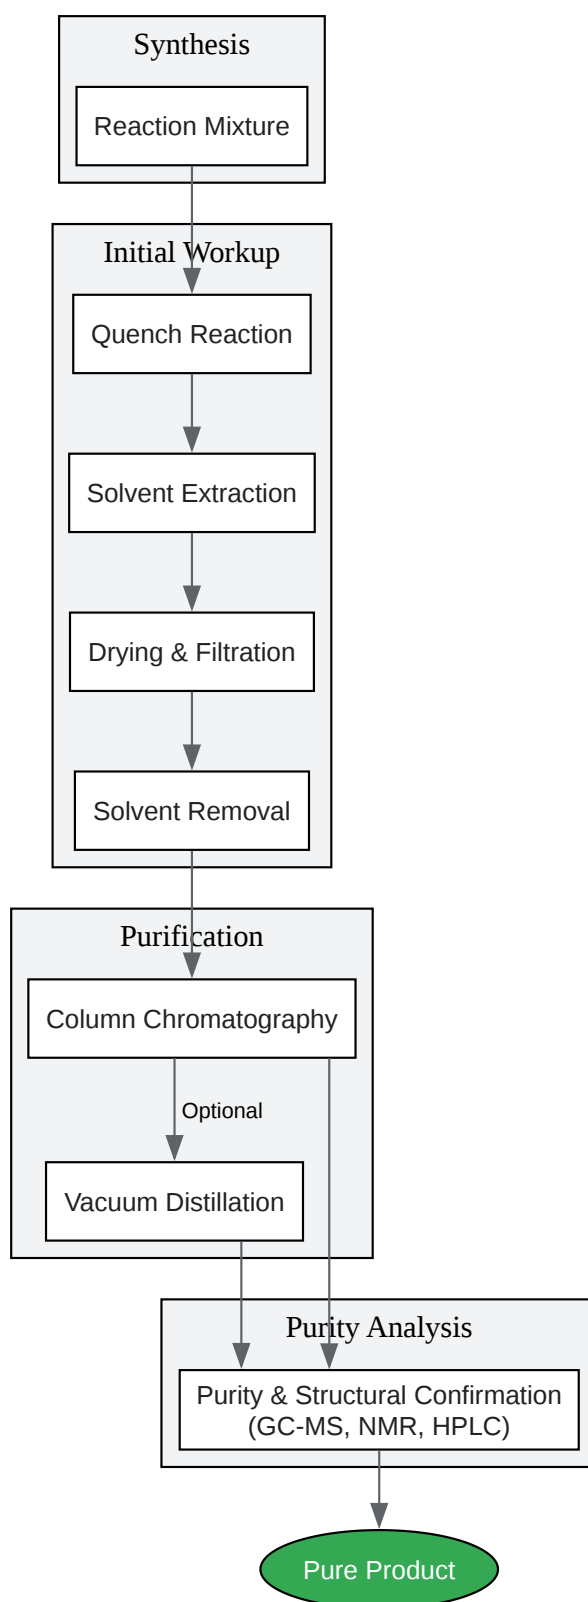 Synthesis
Reaction Mixture
Initial Workup
Quench Reaction
Solvent Extraction
Drying & Filtration
Solvent Removal
Purification
Column Chromatography
Optional
Vacuum Distillation
Purity Analysis
Purity & Structural Confirmation
(GC-MS, NMR, HPLC)
Pure Product